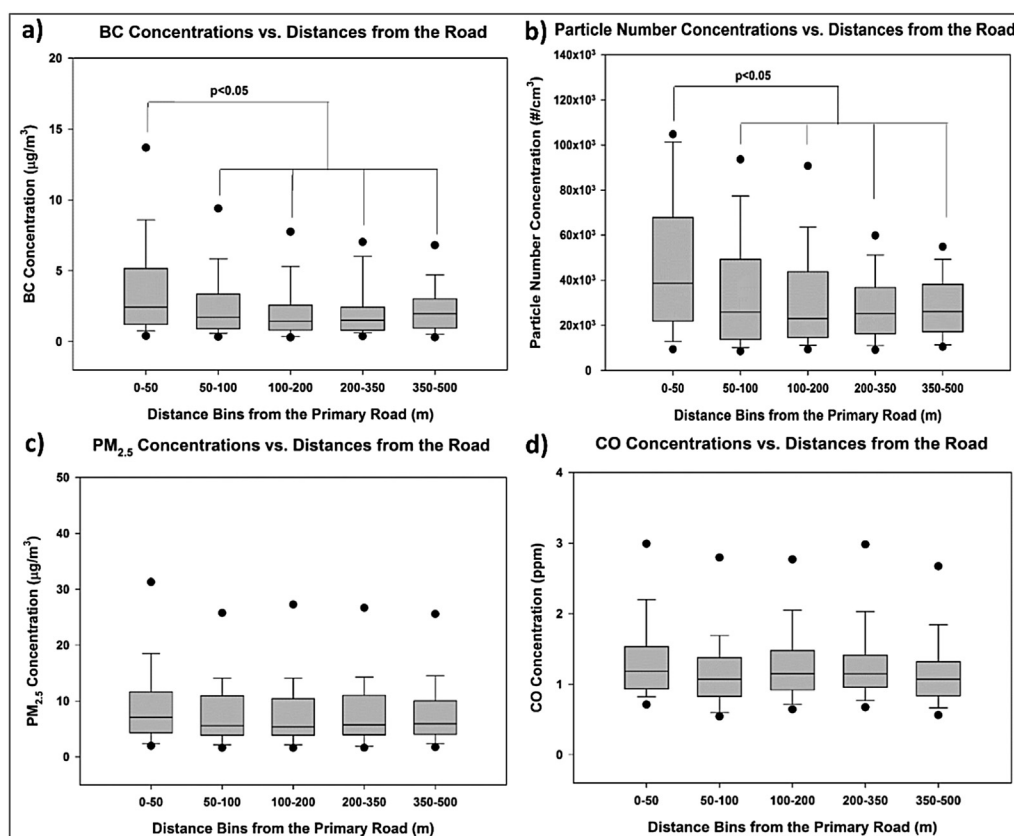 a) BC Concentrations vs. Distances from the Road
20
15
10
5
0
p<0.05
BC Concentration (µg/m³)
0-50 50-100 100-200 200-350 350-500
Distance Bins from the Primary Road (m)
b) Particle Number Concentrations vs. Distances from the Road
140x10³
120x10³
100x10³
80x10³
60x10³
40x10³
20x10³
0
p<0.05
Particle Number Concentration (#/cm³)
0-50 50-100 100-200 200-350 350-500
Distance Bins from the Primary Road (m)
c) PM₂.₅ Concentrations vs. Distances from the Road
50
40
30
20
10
0
PM₂.₅ Concentration (µg/m³)
0-50 50-100 100-200 200-350 350-500
Distance Bins from the Primary Road (m)
d) CO Concentrations vs. Distances from the Road
4
3
2
1
0
CO Concentration (ppm)
0-50 50-100 100-200 200-350 350-500
Distance Bins from the Primary Road (m)